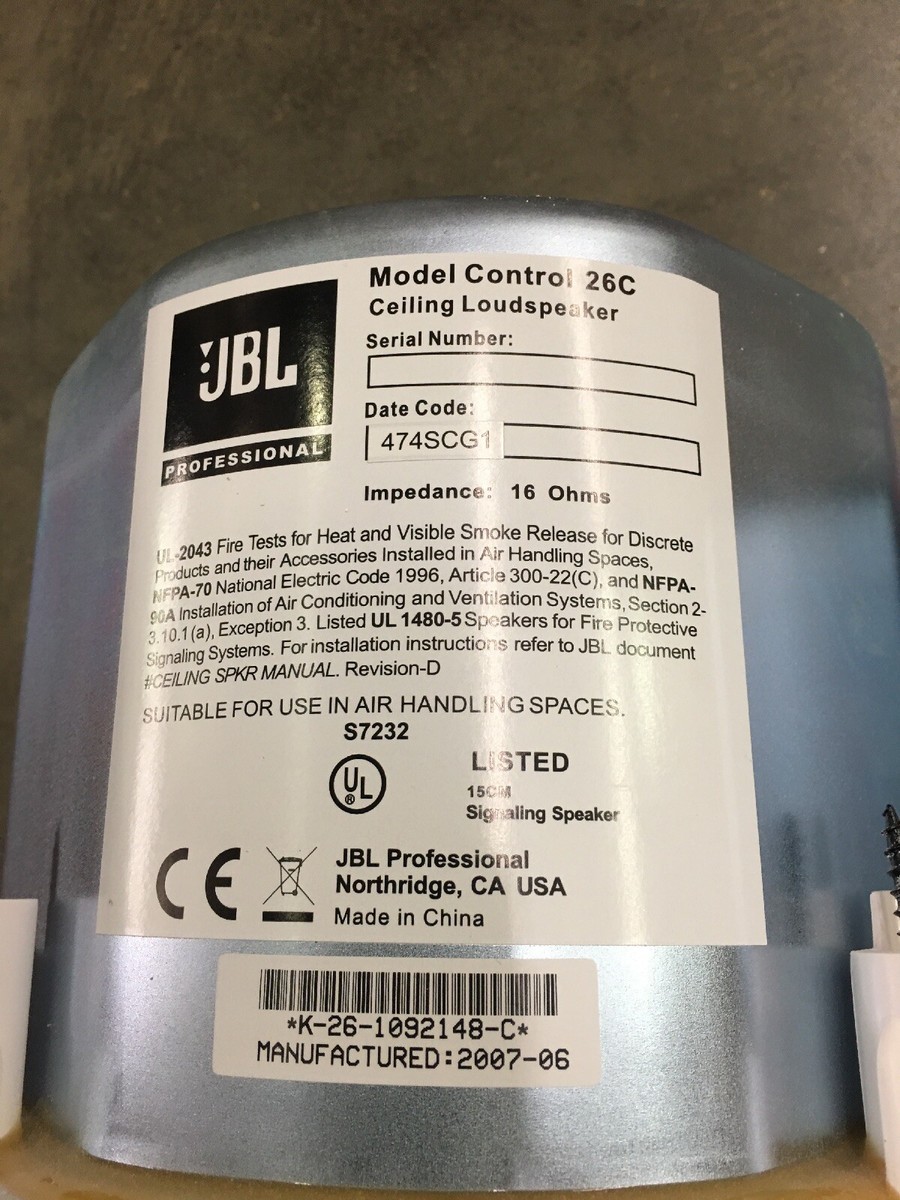 JBL
PROFESSIONAL
Model Control 26C
Ceiling Loudspeaker
Serial Number:
Date Code:
474SCG1
Impedance: 16 Ohms
UL-2043 Fire Tests for Heat and Visible Smoke Release for Discrete
Products and their Accessories Installed in Air Handling Spaces,
NFPA-70 National Electric Code 1996, Article 300-22(C), and NFPA-
90A Installation of Air Conditioning and Ventilation Systems, Section 2-
3.10.1(a), Exception 3. Listed UL 1480-5 Speakers for Fire Protective
Signaling Systems. For installation instructions refer to JBL document
#CEILING SPKR MANUAL. Revision-D
SUITABLE FOR USE IN AIR HANDLING SPACES.
S7232
UL ®
LISTED
15CM
Signaling Speaker
CE
JBL Professional
Northridge, CA USA
Made in China
*K-26-1092148-C*
MANUFACTURED:2007-06